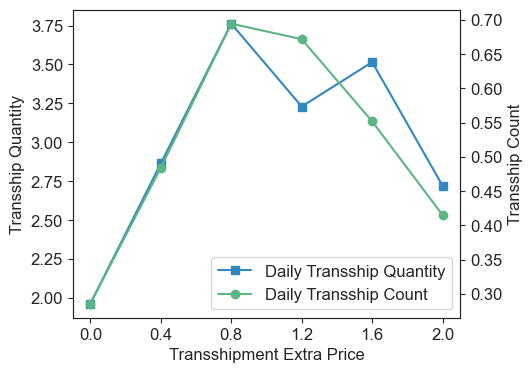 3.75
3.50
3.25
3.00
2.75
2.50
2.25
2.00
Transship Quantity
0.70
0.65
0.60
0.55
0.50
0.45
0.40
0.35
0.30
Transship Count
Daily Transship Quantity
Daily Transship Count
0.0 0.4 0.8 1.2 1.6 2.0
Transshipment Extra Price